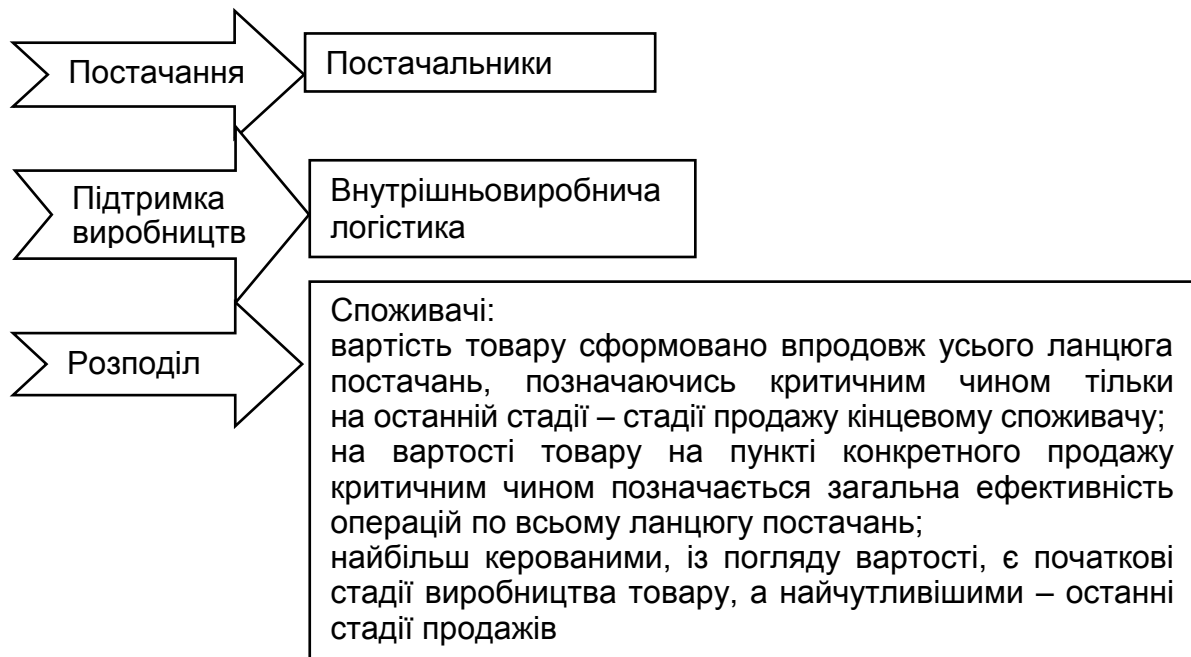 Постачання
Постачальники
Підтримка
виробництв
Внутрішньовиробнича
логістика
Розподіл
Споживачі:
вартість товару сформовано впродовж усього ланцюга
постачань, позначаючись критичним чином тільки
на останній стадії – стадії продажу кінцевому споживачу;
на вартості товару на пункті конкретного продажу
критичним чином позначається загальна ефективність
операцій по всьому ланцюгу постачань;
найбільш керованими, із погляду вартості, є початкові
стадії виробництва товару, а найчутливішими – останні
стадії продажів